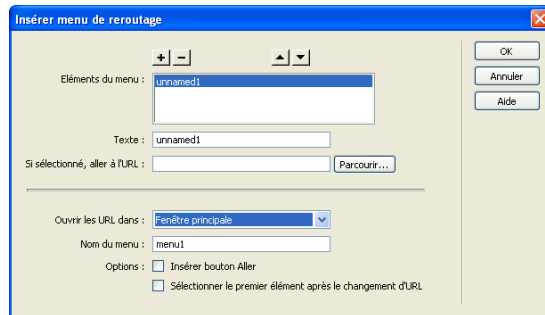 Insérer menu de reroutage
OK
Annuler
Aide
Eléments du menu :
unnamed1
Texte : unnamed1
Si sélectionné, aller à l'URL : Parcourir...
Ouvrir les URL dans : Fenêtre principale
Nom du menu : menu1
Options : Insérer bouton Aller
Sélectionner le premier élément après le changement d'URL